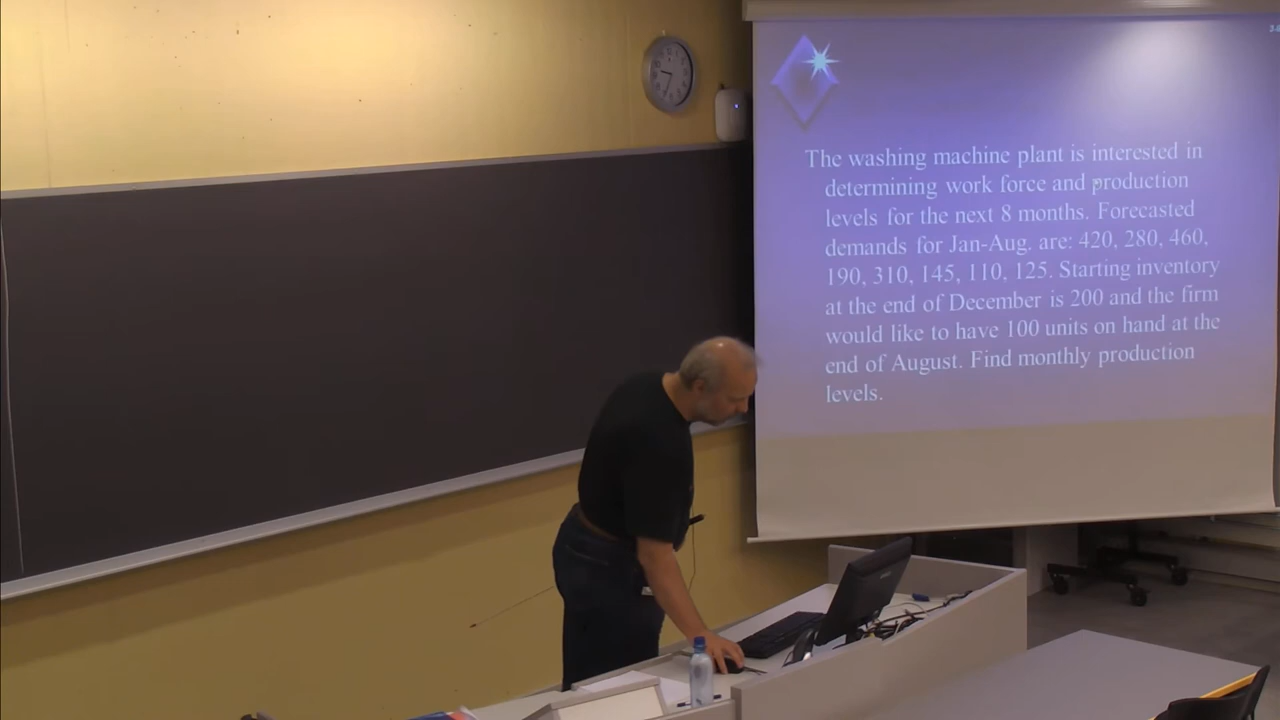 The washing machine plant is interested in
determining work force and production
levels for the next 8 months. Forecasted
demands for Jan-Aug. are: 420, 280, 460,
190, 310, 145, 110, 125. Starting inventory
at the end of December is 200 and the firm
would like to have 100 units on hand at the
end of August. Find monthly production
levels.